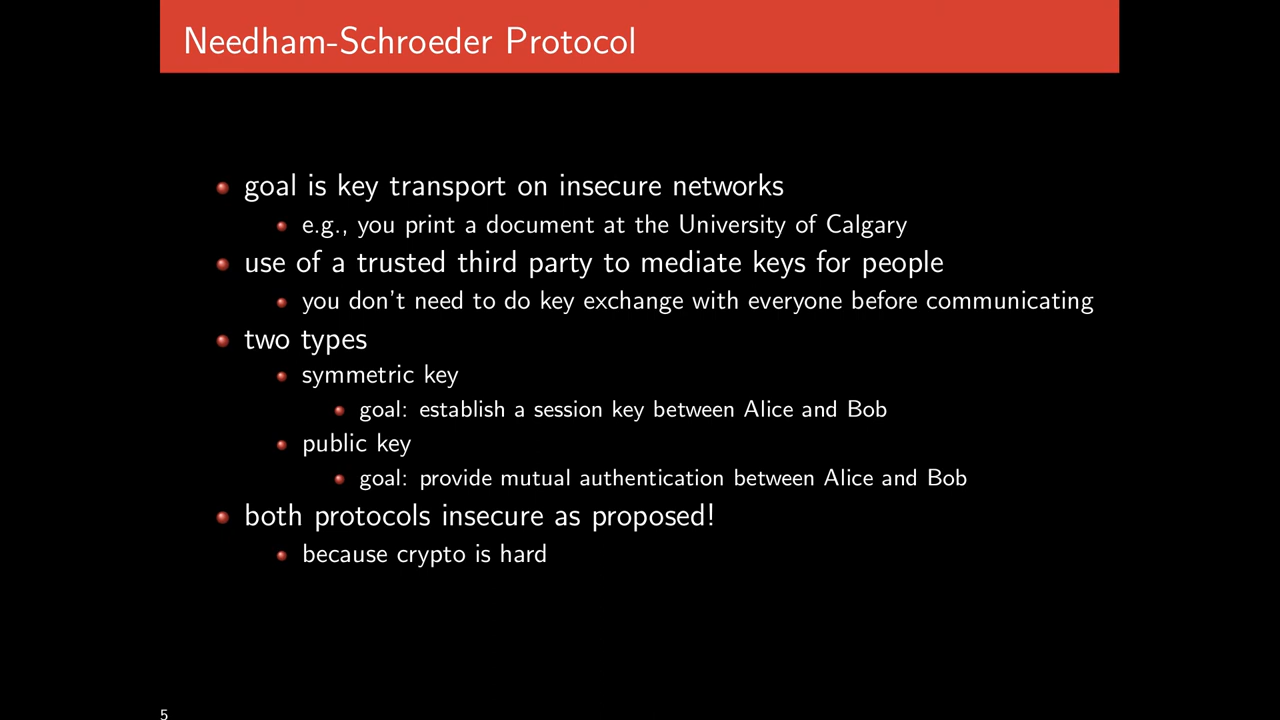 Needham-Schroeder Protocol
goal is key transport on insecure networks
e.g., you print a document at the University of Calgary
use of a trusted third party to mediate keys for people
you don't need to do key exchange with everyone before communicating
two types
symmetric key
goal: establish a session key between Alice and Bob
public key
goal: provide mutual authentication between Alice and Bob
both protocols insecure as proposed!
because crypto is hard
5